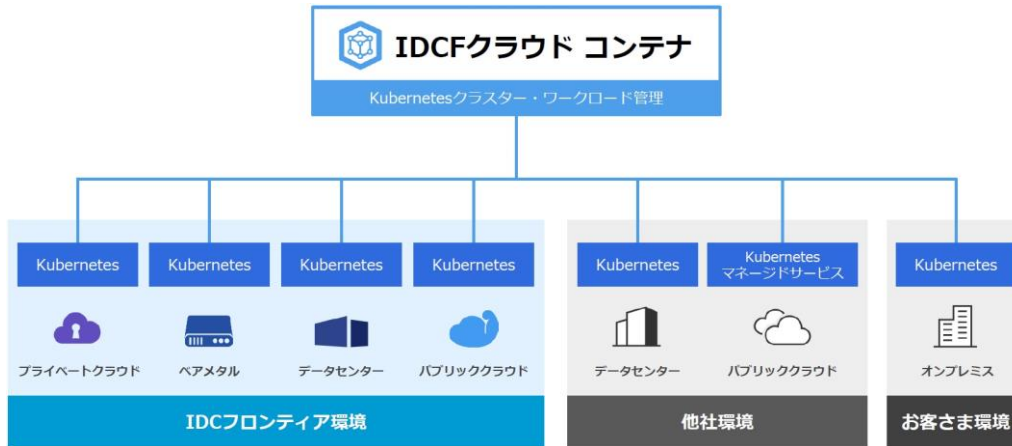 IDCFクラウド コンテナ
Kubernetesクラスター・ワークロード管理
Kubernetes
Kubernetes
Kubernetes
Kubernetes
Kubernetes
Kubernetes
マネージドサービス
Kubernetes
プライベートクラウド
ベアメタル
データセンター
パブリッククラウド
データセンター
パブリッククラウド
オンプレミス
IDCフロンティア環境
他社環境
お客さま環境